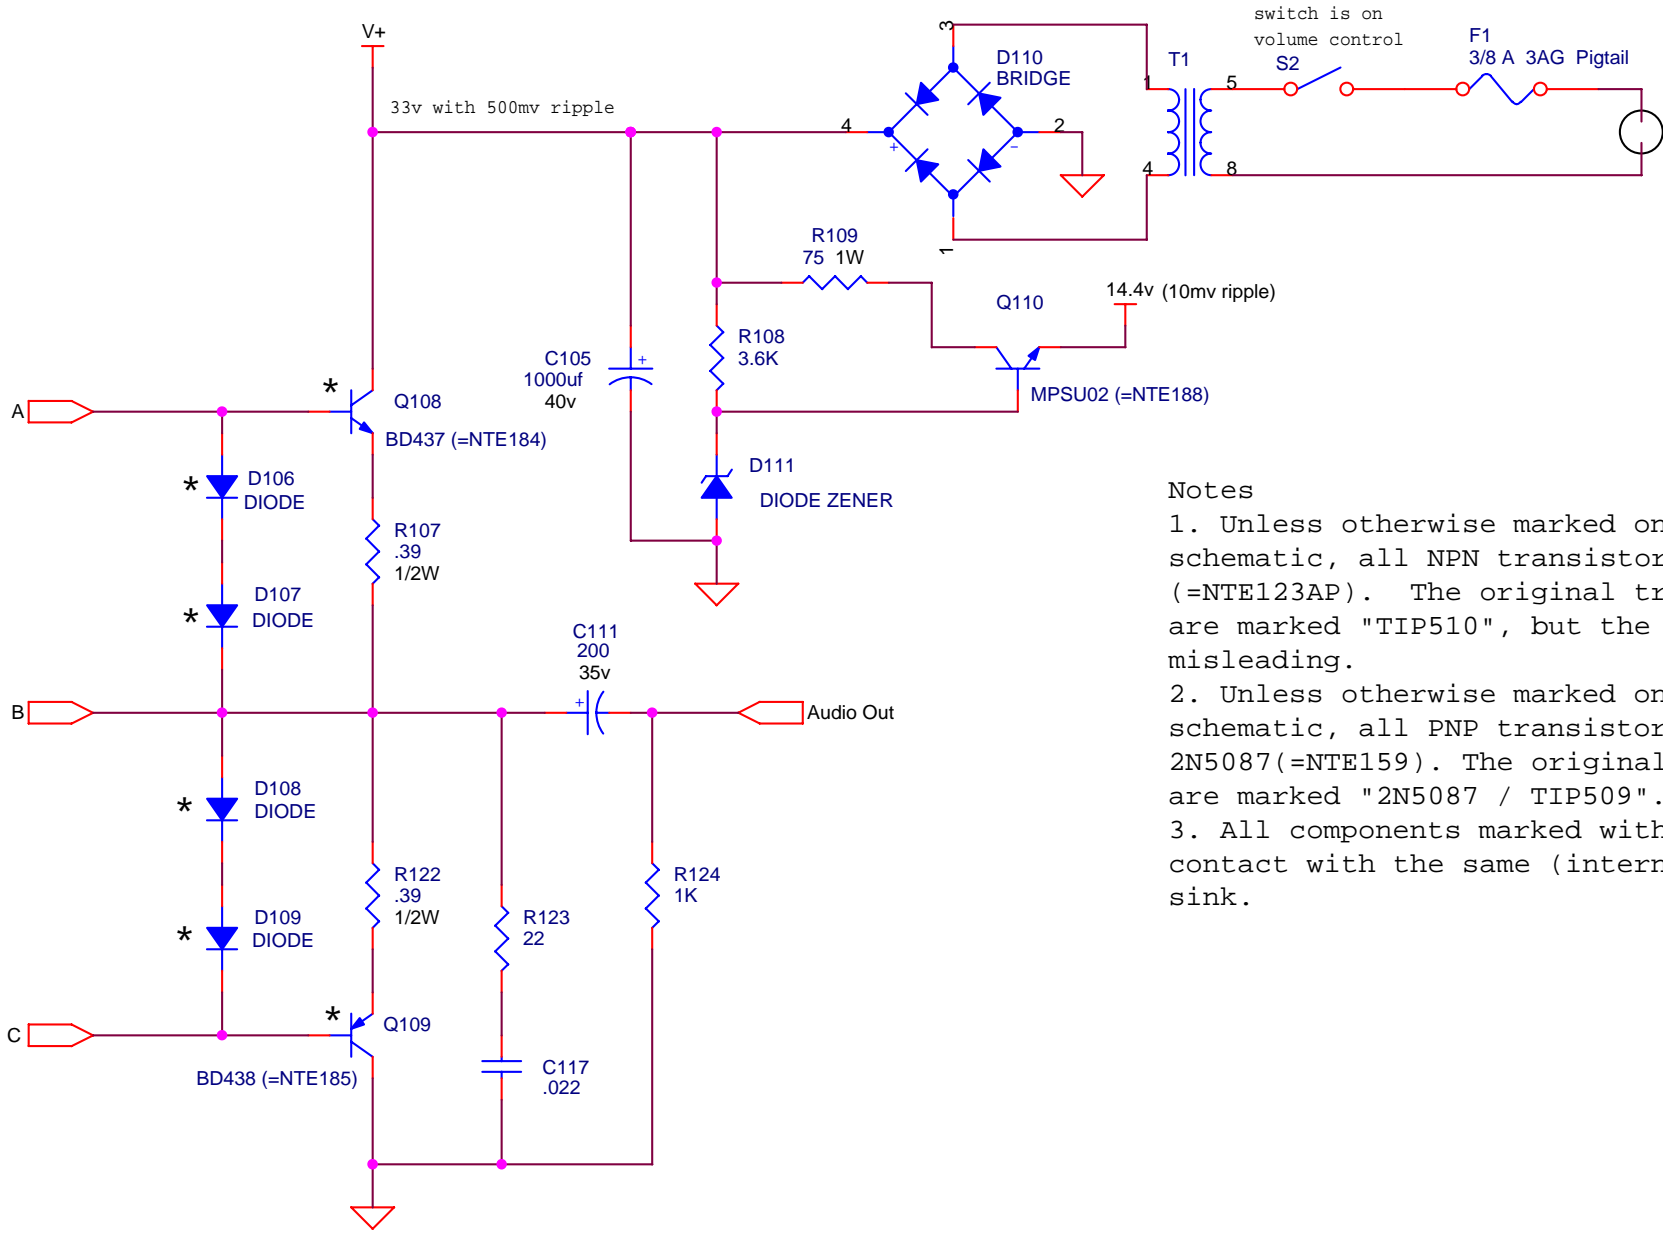 switch is on
volume control
S2
F1
3/8 A 3AG Pigtail
V+
33v with 500mv ripple
3
D110
BRIDGE
T1
1
5
4
2
+
-
4
8
1
R109
75 1W
Q110
14.4v (10mv ripple)
R108
3.6K
MPSU02 (=NTE188)
C105
1000uf
40v
+
A
*
Q108
BD437 (=NTE184)
*
D106
DIODE
D111
DIODE ZENER
R107
.39
1/2W
*
D107
DIODE
C111
200
35v
+
B
Audio Out
*
D108
DIODE
R122
.39
1/2W
R124
1K
*
D109
DIODE
R123
22
C
*
Q109
BD438 (=NTE185)
C117
.022
Notes
1. Unless otherwise marked on
schematic, all NPN transistor
(=NTE123AP). The original tr
are marked "TIP510", but the
misleading.
2. Unless otherwise marked on
schematic, all PNP transistor
2N5087(=NTE159). The original
are marked "2N5087 / TIP509".
3. All components marked with
contact with the same (intern
sink.